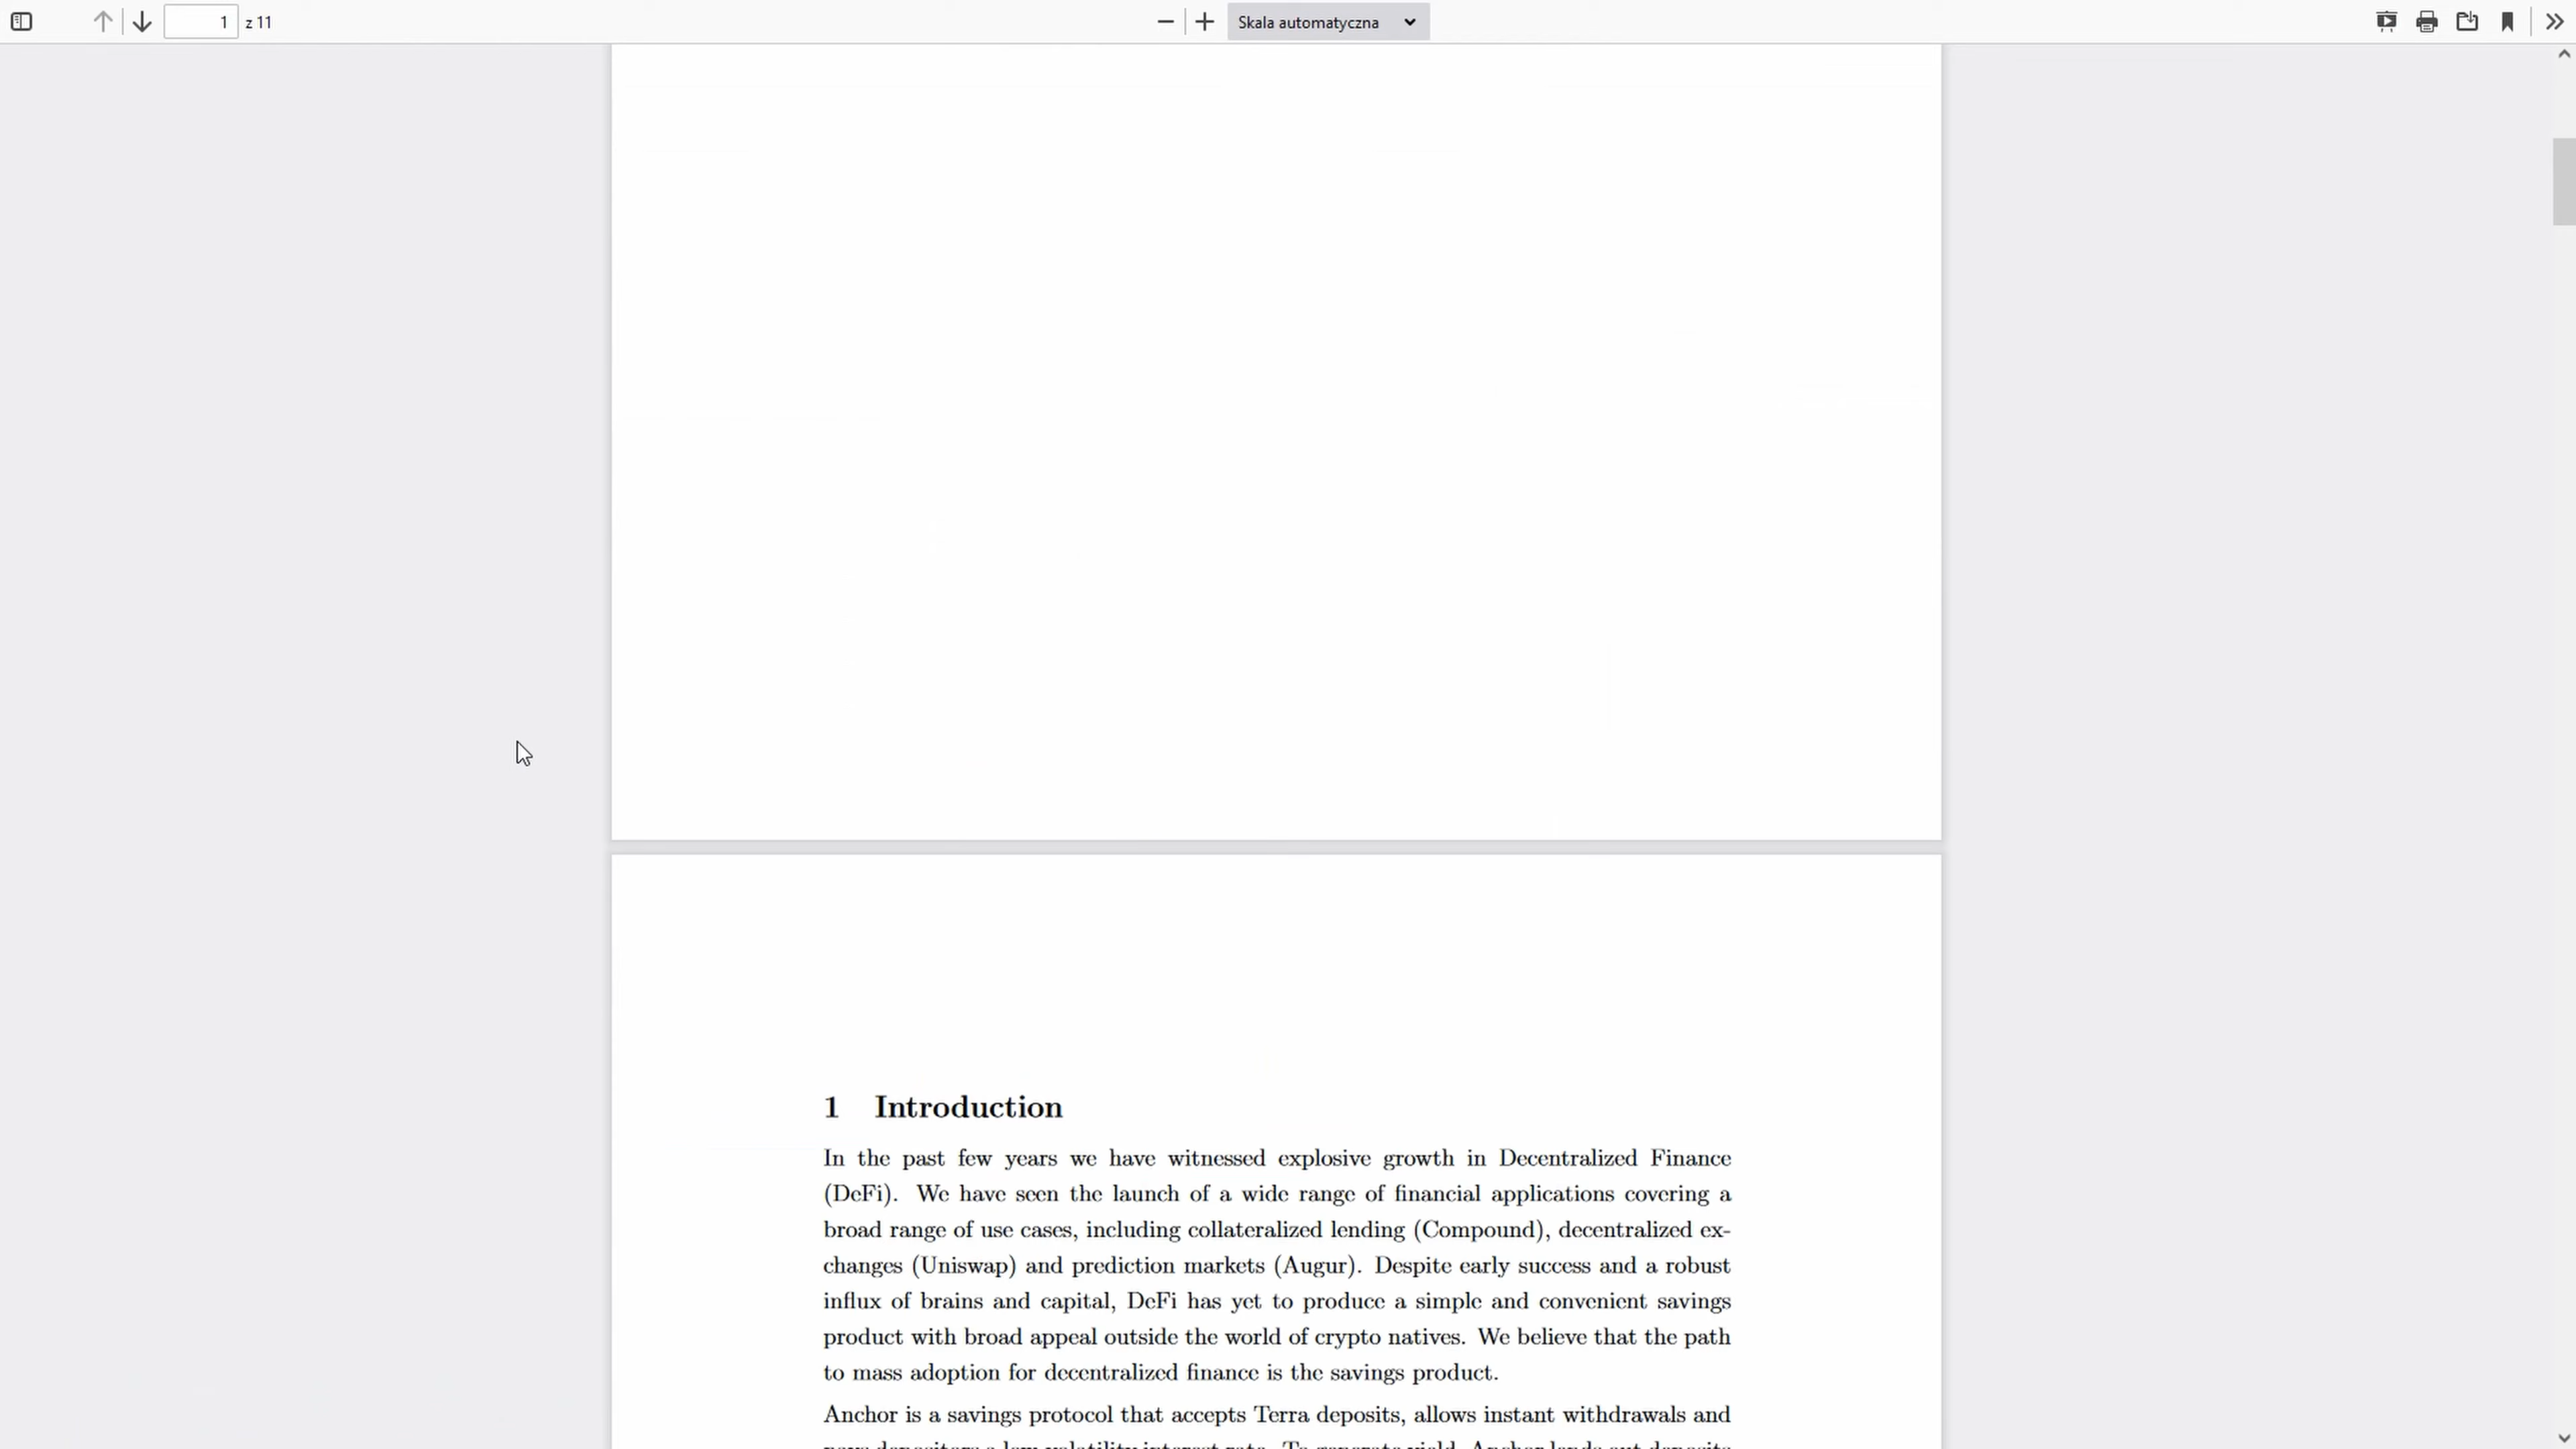 1 z 11 Skala automatyczna
1 Introduction
In the past few years we have witnessed explosive growth in Decentralized Finance
(DeFi). We have seen the launch of a wide range of financial applications covering a
broad range of use cases, including collateralized lending (Compound), decentralized ex-
changes (Uniswap) and prediction markets (Augur). Despite early success and a robust
influx of brains and capital, DeFi has yet to produce a simple and convenient savings
product with broad appeal outside the world of crypto natives. We believe that the path
to mass adoption for decentralized finance is the savings product.
Anchor is a savings protocol that accepts Terra deposits, allows instant withdrawals and